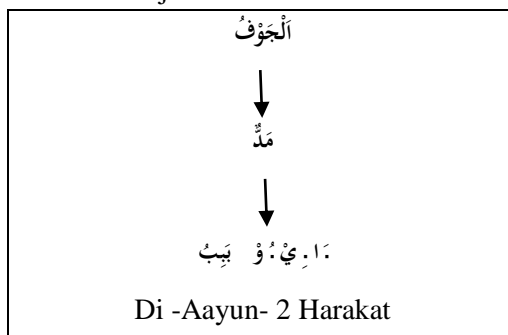 اَلْجَوْفُ
مَدٌّ
.َا .ِيْ .ُوْ بَبِبُ
Di -Aayun- 2 Harakat